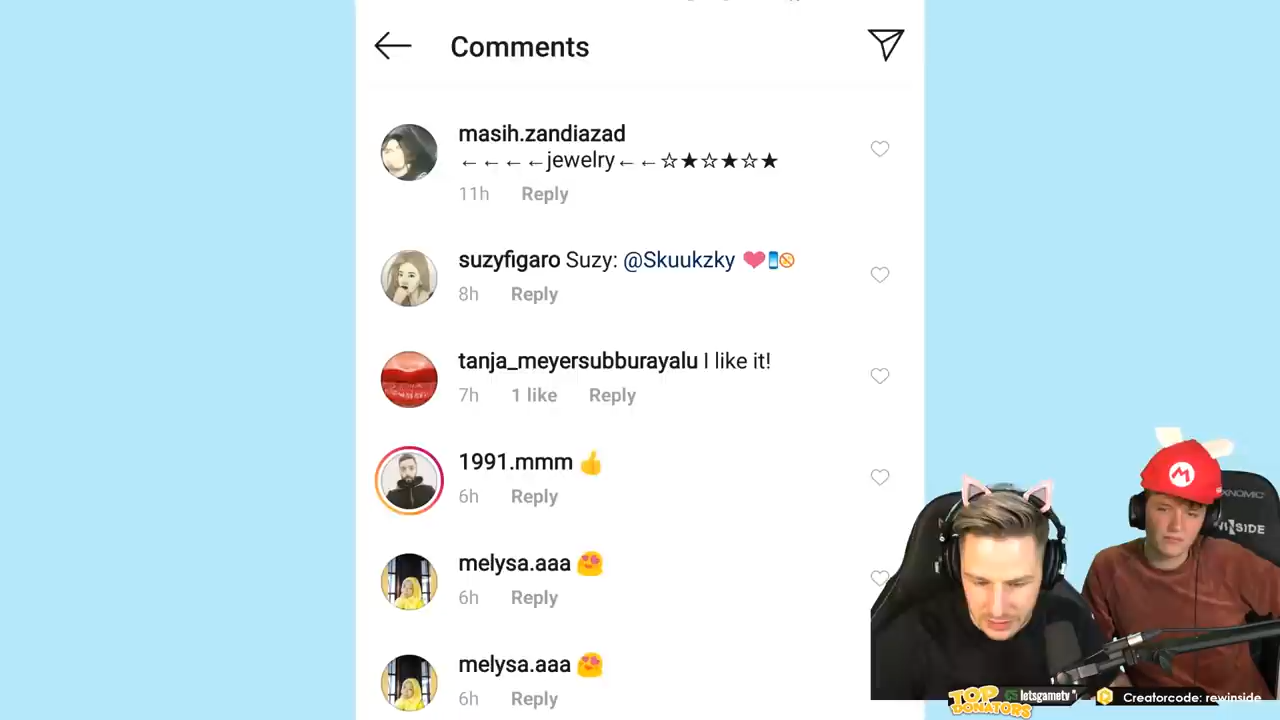 Comments
masih.zandiazad
←←←←jewelry←←☆★☆★☆★
11h Reply
suzyfigaro Suzy: @Skuukzky ❤️📱🚫
8h Reply
tanja_meyersubburayalu I like it!
7h 1 like Reply
1991.mmm 👍
6h Reply
melysa.aaa 😍
6h Reply
melysa.aaa 😍
6h Reply
M
TOP
DONATORS
letsgametv
Creatorcode: rewinside